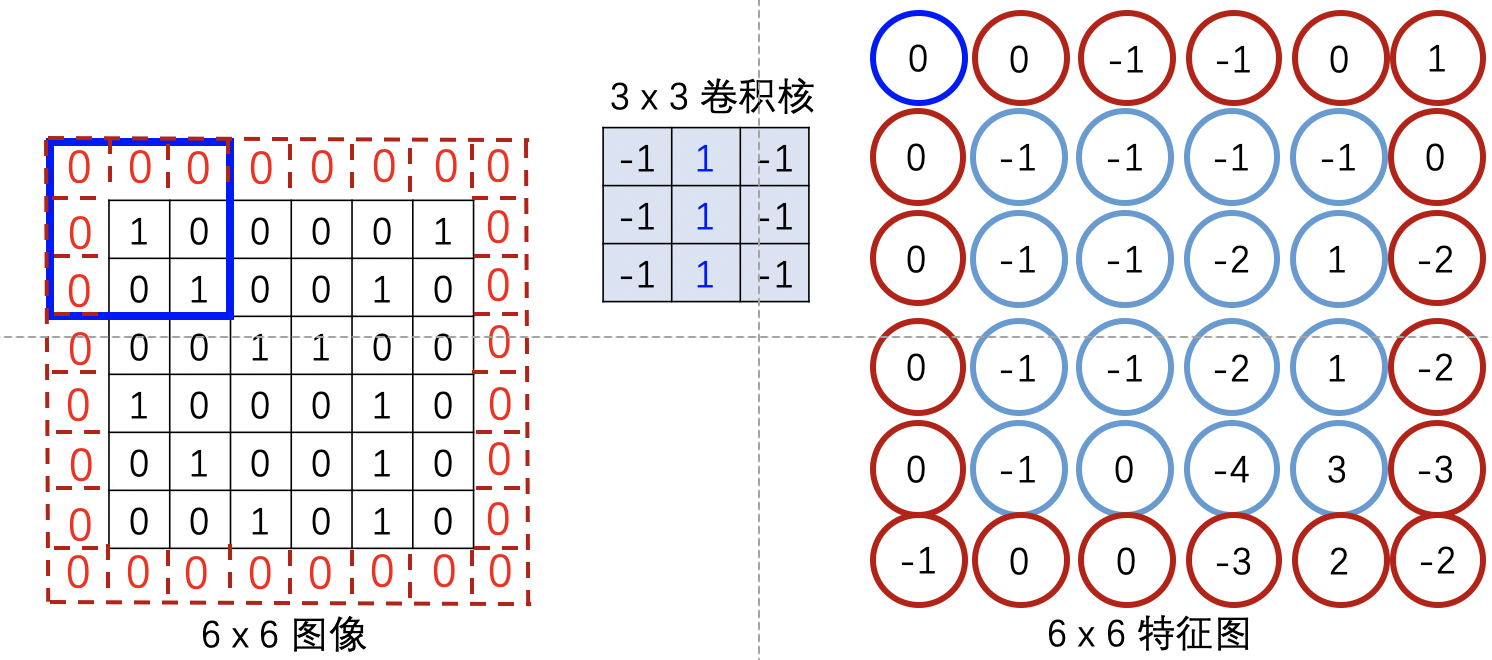 3 x 3 卷积核
-1 1 -1
-1 1 -1
-1 1 -1
0 0 0 0 0 0 0 0
0 1 0 0 0 0 1 0
0 0 1 0 0 1 0 0
0 0 0 1 1 0 0 0
0 1 0 0 0 1 0 0
0 0 1 0 0 1 0 0
0 0 0 1 0 1 0 0
0 0 0 0 0 0 0 0
6 x 6 图像
0 0 -1 -1 0 1
0 -1 -1 -1 -1 0
0 -1 -1 -2 1 -2
0 -1 -1 -2 1 -2
0 -1 0 -4 3 -3
-1 0 0 -3 2 -2
6 x 6 特征图